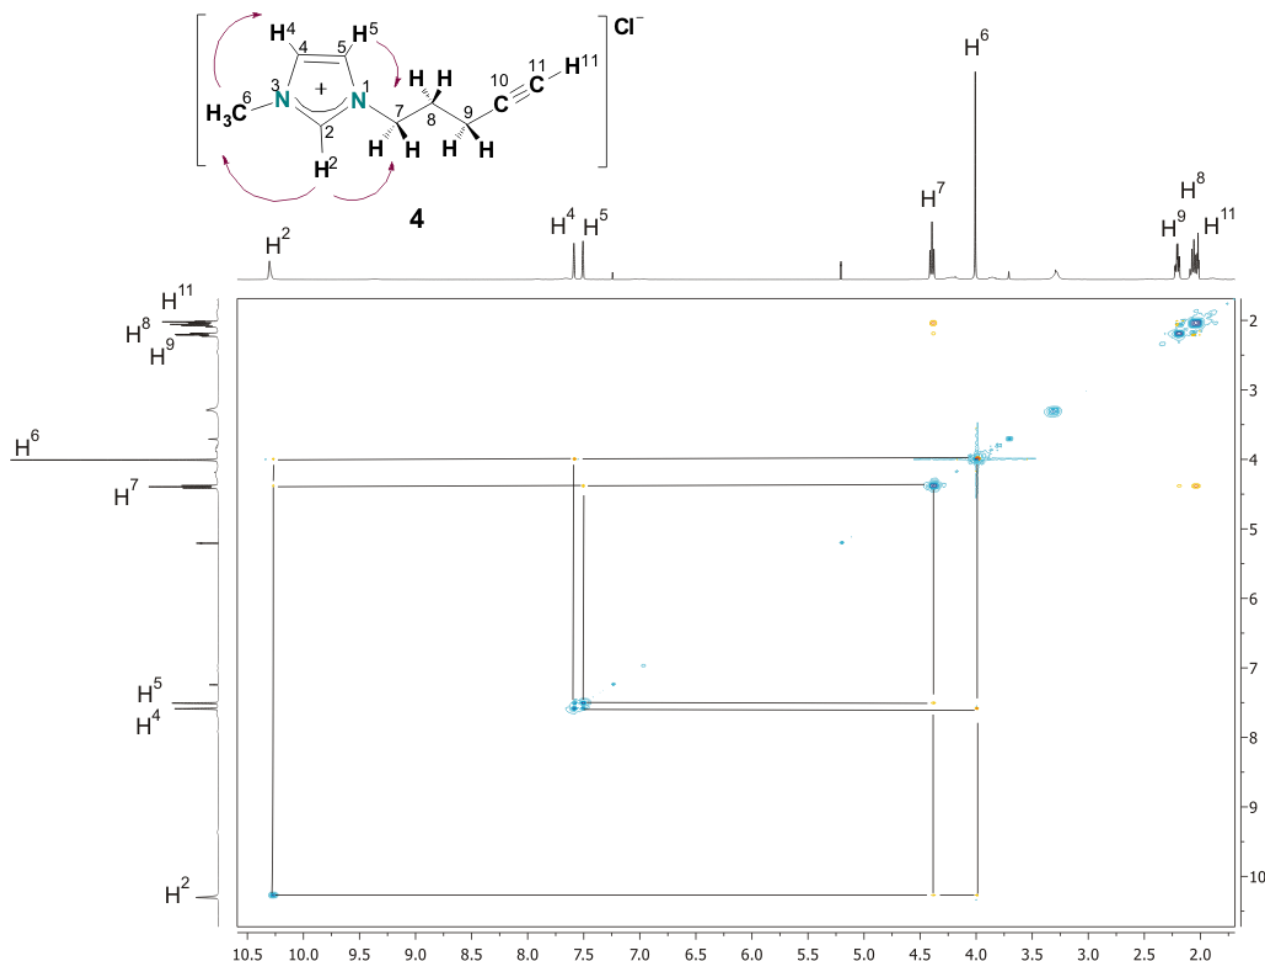 Cl⁻
H⁴ H⁵
4 5
11 H¹¹
10
H H
H₃C⁶ 3 N + N 1
7 8 9 C C
2
H H H H
H²
4
H⁶
H⁸
H⁷
H⁹ H¹¹
H⁴ H⁵
H²
H¹¹
H⁸
H⁹
H⁶
H⁷
H⁵
H⁴
H²
2
3
4
5
6
7
8
9
10
10.5 10.0 9.5 9.0 8.5 8.0 7.5 7.0 6.5 6.0 5.5 5.0 4.5 4.0 3.5 3.0 2.5 2.0